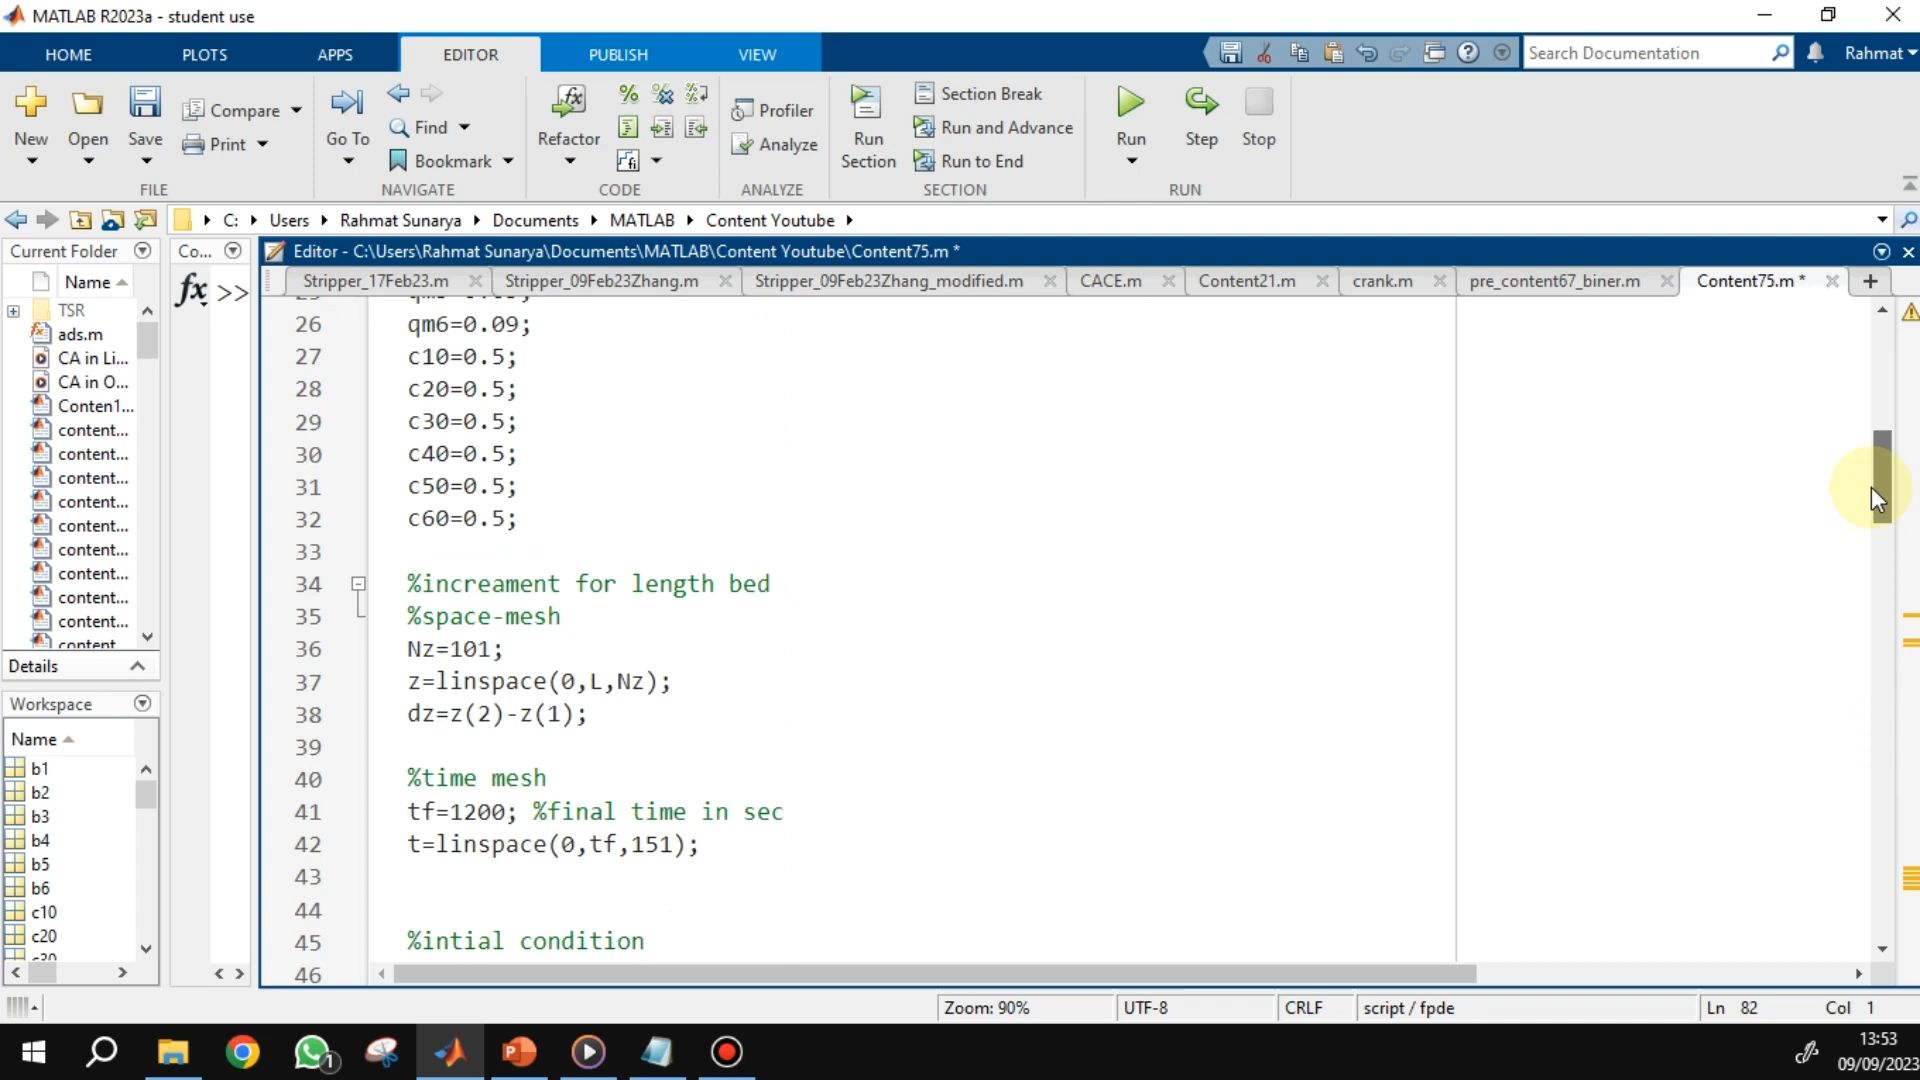 MATLAB R2023a - student use
HOME PLOTS APPS EDITOR PUBLISH VIEW
Search Documentation
Rahmat
New
Open
Save
Compare
Print
FILE
Go To
Find
Bookmark
NAVIGATE
Refactor
CODE
Profiler
Analyze
ANALYZE
Run Section
Section Break
Run and Advance
Run to End
SECTION
Run
Step
Stop
RUN
C: Users Rahmat Sunarya Documents MATLAB Content Youtube
Current Folder
Co...
Editor - C:\Users\Rahmat Sunarya\Documents\MATLAB\Content Youtube\Content75.m *
Stripper_17Feb23.m Stripper_09Feb23Zhang.m Stripper_09Feb23Zhang_modified.m CACE.m Content21.m crank.m pre_content67_biner.m Content75.m *
Name
TSR
ads.m
CA in Li...
CA in O...
Conten1...
content...
content...
content...
content...
content...
content...
content...
content...
content...
content
Details
Workspace
Name
b1
b2
b3
b4
b5
b6
c10
c20
fx >>
26 qm6=0.09;
27 c10=0.5;
28 c20=0.5;
29 c30=0.5;
30 c40=0.5;
31 c50=0.5;
32 c60=0.5;
33
34 %increament for length bed
35 %space-mesh
36 Nz=101;
37 z=linspace(0,L,Nz);
38 dz=z(2)-z(1);
39
40 %time mesh
41 tf=1200; %final time in sec
42 t=linspace(0,tf,151);
43
44
45 %intial condition
46
Zoom: 90% UTF-8 CRLF script / fpde Ln 82 Col 1
1
13:53
09/09/2023